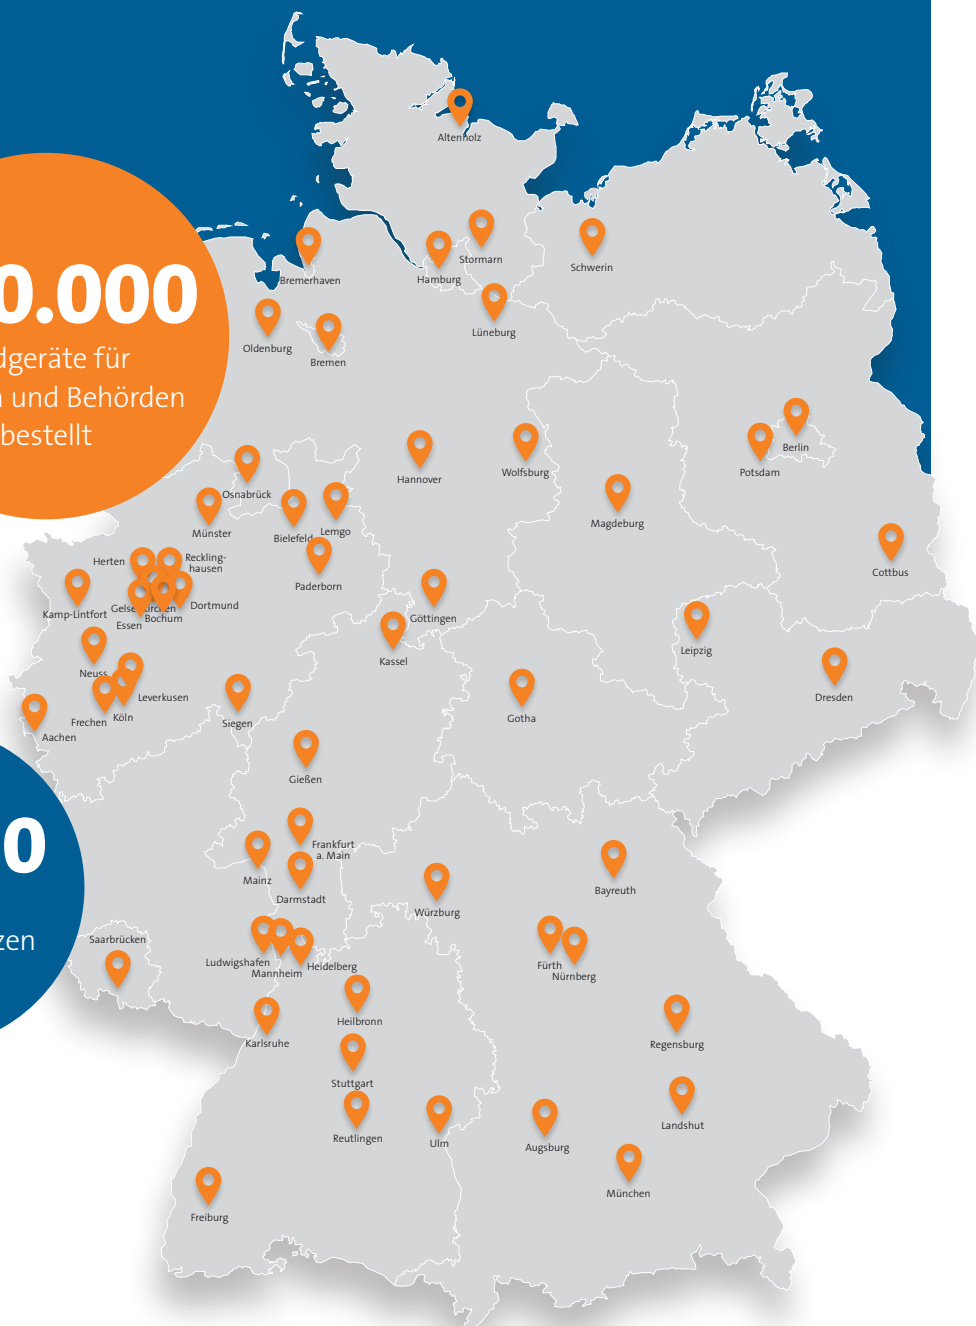 Altenholz
Stormarn
Hamburg
Schwerin
Bremerhaven
Lüneburg
0.000
Oldenburg
Bremen
dgeräte für
und Behörden
bestellt
Berlin
Potsdam
Hannover
Wolfsburg
Osnabrück
Magdeburg
Münster
Bielefeld
Lemgo
Herten
Reckling-
hausen
Paderborn
Cottbus
Kamp-Lintfort
Gelsenkirchen
Dortmund
Essen
Bochum
Göttingen
Kassel
Leipzig
Neuss
Leverkusen
Dresden
Frechen
Köln
Siegen
Gotha
Aachen
Gießen
0
Frankfurt
a. Main
Mainz
Darmstadt
Bayreuth
Würzburg
zen
Saarbrücken
Ludwigshafen
Mannheim
Heidelberg
Fürth
Nürnberg
Heilbronn
Karlsruhe
Regensburg
Stuttgart
Landshut
Reutlingen
Ulm
Augsburg
München
Freiburg